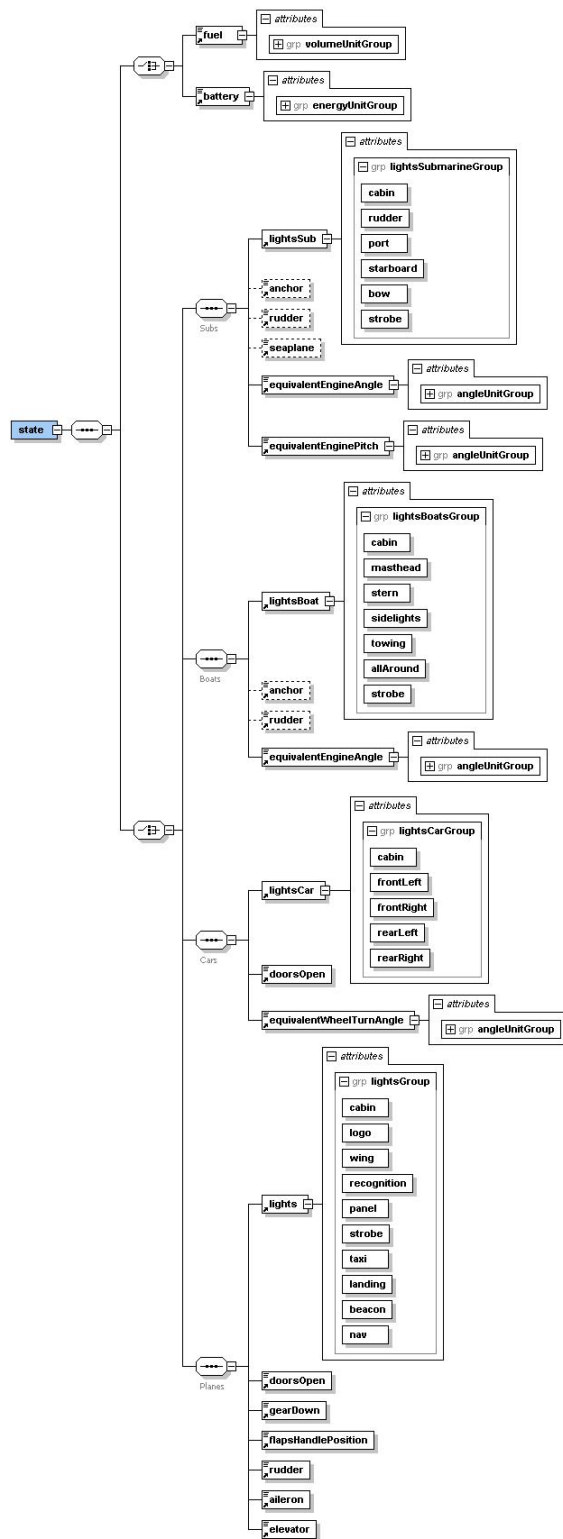 attributes
fuel
grp volumeUnitGroup
attributes
battery
grp energyUnitGroup
attributes
grp lightsSubmarineGroup
cabin
rudder
lightsSub
port
starboard
bow
strobe
anchor
rudder
Subs
seaplane
attributes
equivalentEngineAngle
grp angleUnitGroup
state
attributes
equivalentEnginePitch
grp angleUnitGroup
attributes
grp lightsBoatsGroup
cabin
masthead
stern
lightsBoat
sidelights
towing
allAround
strobe
Boats
anchor
rudder
attributes
equivalentEngineAngle
grp angleUnitGroup
attributes
grp lightsCarGroup
cabin
frontLeft
lightsCar
frontRight
rearLeft
rearRight
Cars
doorsOpen
attributes
equivalentWheelTurnAngle
grp angleUnitGroup
attributes
grp lightsGroup
cabin
logo
wing
recognition
lights
panel
strobe
taxi
landing
beacon
nav
Planes
doorsOpen
gearDown
flapsHandlePosition
rudder
aileron
elevator